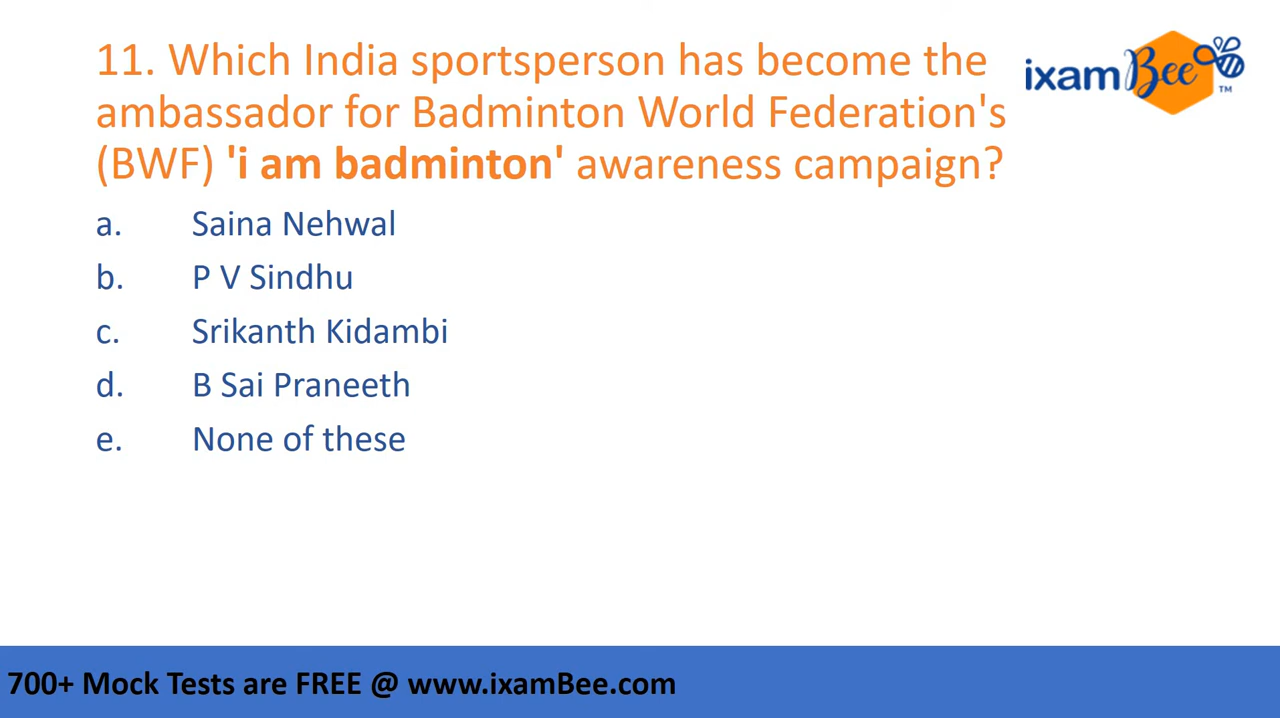 11. Which India sportsperson has become the
ambassador for Badminton World Federation's
(BWF) 'i am badminton' awareness campaign?
ixamBee TM
a. Saina Nehwal
b. P V Sindhu
c. Srikanth Kidambi
d. B Sai Praneeth
e. None of these
700+ Mock Tests are FREE @ www.ixamBee.com